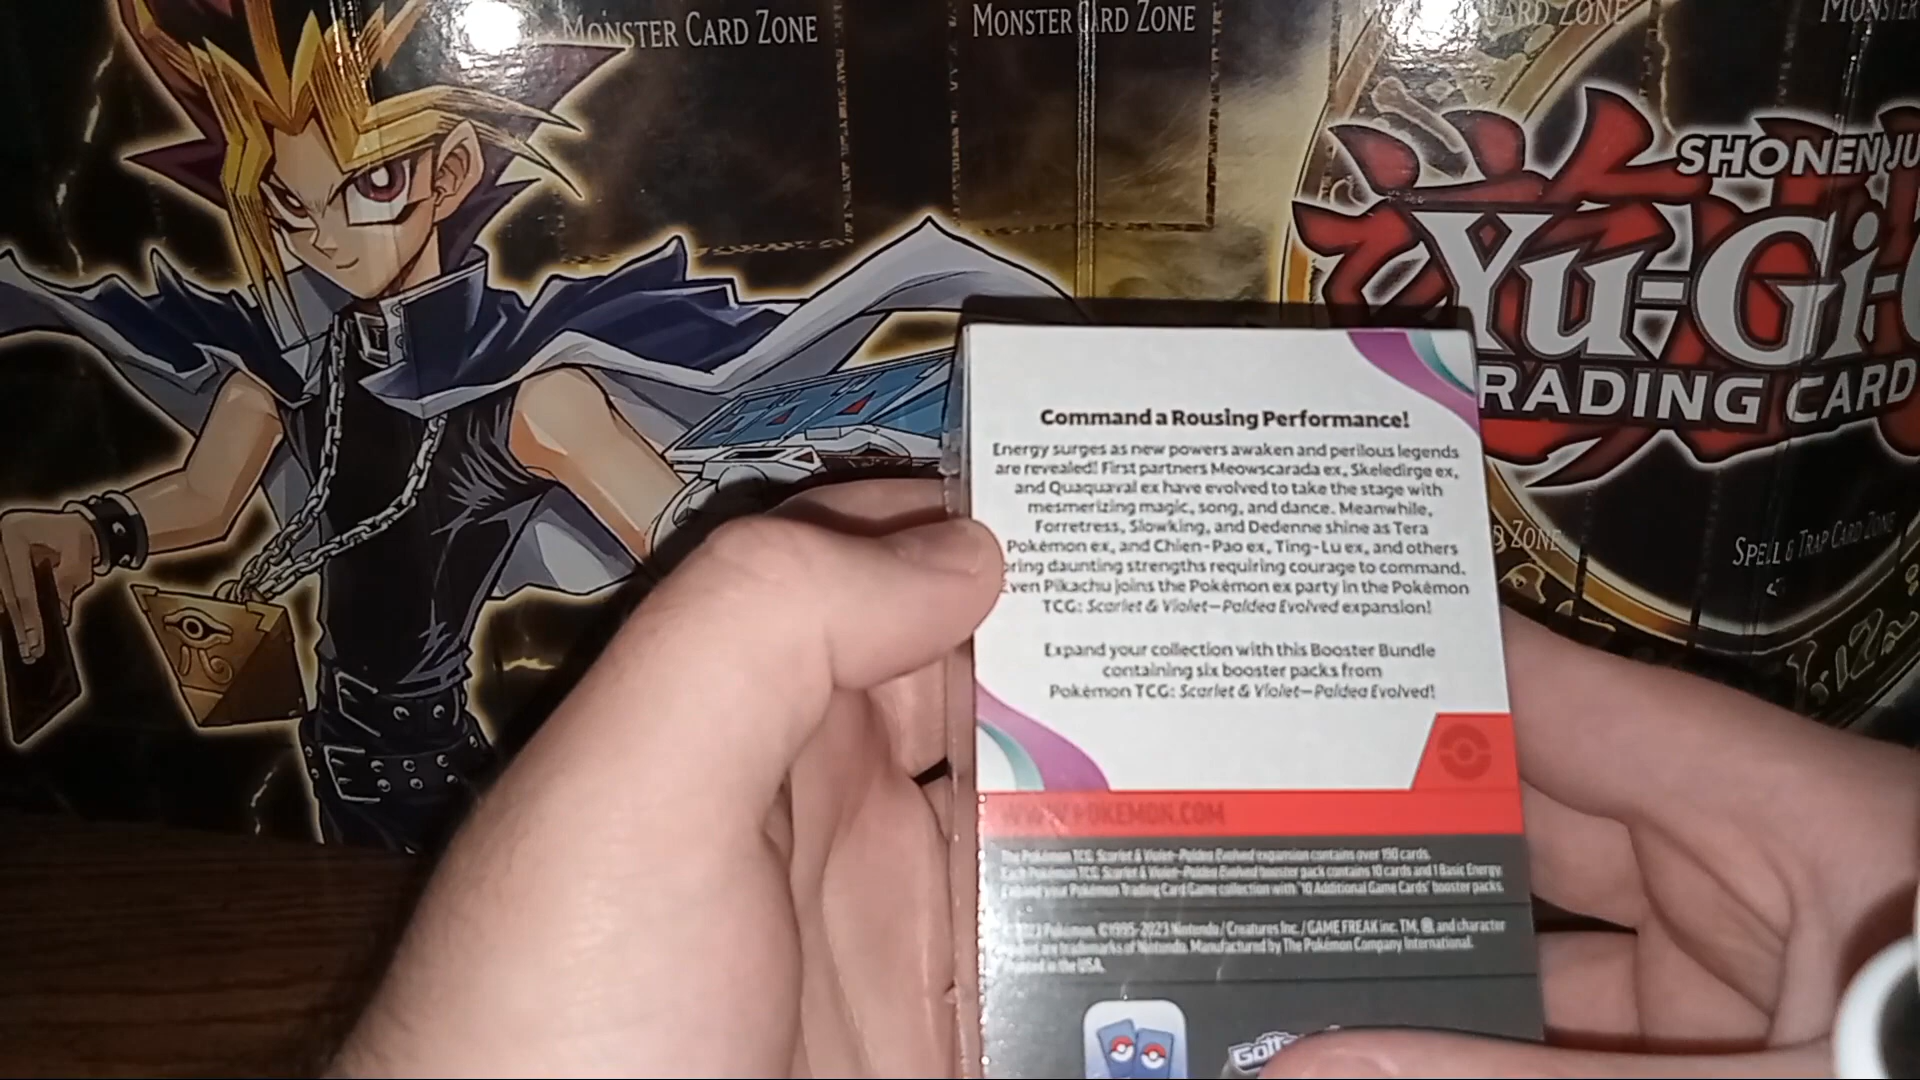 MONSTER CARD ZONE
MONSTER CARD ZONE
CARD ZONE
MONSTER
SHONEN JU
Yu-Gi-
RADING CARD
ZONE
SPELL & TRAP CARD ZONE
Command a Rousing Performance!
Energy surges as new powers awaken and perilous legends
are revealed! First partners Meowscarada ex, Skeledirge ex,
and Quaquaval ex have evolved to take the stage with
mesmerizing magic, song, and dance. Meanwhile,
Forretress, Slowking, and Dedenne shine as Tera
Pokémon ex, and Chien-Pao ex, Ting-Lu ex, and others
ring daunting strengths requiring courage to command.
Even Pikachu joins the Pokémon ex party in the Pokémon
TCG: Scarlet & Violet—Paldea Evolved expansion!
Expand your collection with this Booster Bundle
containing six booster packs from
Pokémon TCG: Scarlet & Violet—Paldea Evolved!
WWW.POKEMON.COM
The Pokémon TCG: Scarlet & Violet—Paldea Evolved expansion contains over 190 cards.
Each Pokémon TCG: Scarlet & Violet—Paldea Evolved booster pack contains 10 cards and 1 Basic Energy.
Expand your Pokémon Trading Card Game collection with "10 Additional Game Cards" booster packs.
Pokémon. ©1995-2023 Nintendo / Creatures Inc. / GAME FREAK inc. TM, ®, and character
are trademarks of Nintendo. Manufactured by The Pokémon Company International.
in the USA.
Gott